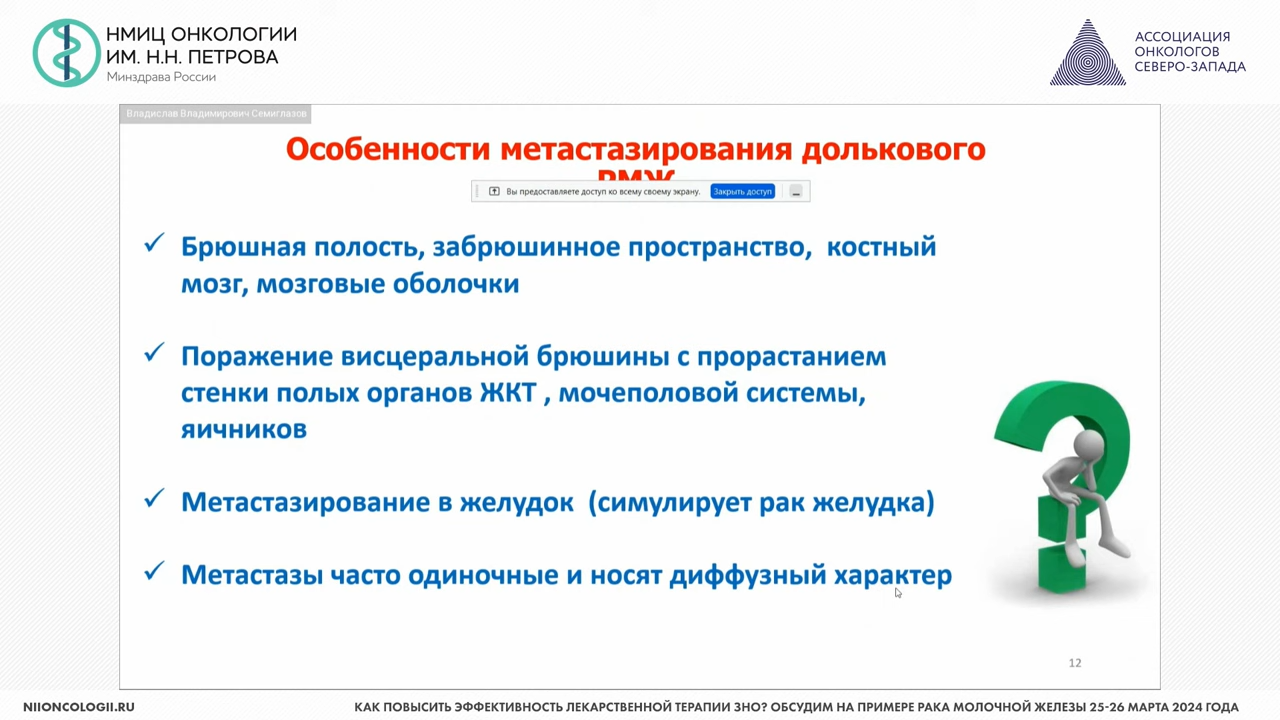 НМИЦ ОНКОЛОГИИ
ИМ. Н.Н. ПЕТРОВА
Минздрава России
АССОЦИАЦИЯ
ОНКОЛОГОВ
СЕВЕРО-ЗАПАДА
Владислав Владимирович Семиглазов
Особенности метастазирования долькового
РМЖ
Вы предоставляете доступ ко всему своему экрану. Закрыть доступ
✓ Брюшная полость, забрюшинное пространство, костный
мозг, мозговые оболочки
✓ Поражение висцеральной брюшины с прорастанием
стенки полых органов ЖКТ , мочеполовой системы,
яичников
✓ Метастазирование в желудок (симулирует рак желудка)
✓ Метастазы часто одиночные и носят диффузный характер
12
NIIONCOLOGII.RU
КАК ПОВЫСИТЬ ЭФФЕКТИВНОСТЬ ЛЕКАРСТВЕННОЙ ТЕРАПИИ ЗНО? ОБСУДИМ НА ПРИМЕРЕ РАКА МОЛОЧНОЙ ЖЕЛЕЗЫ 25-26 МАРТА 2024 ГОДА